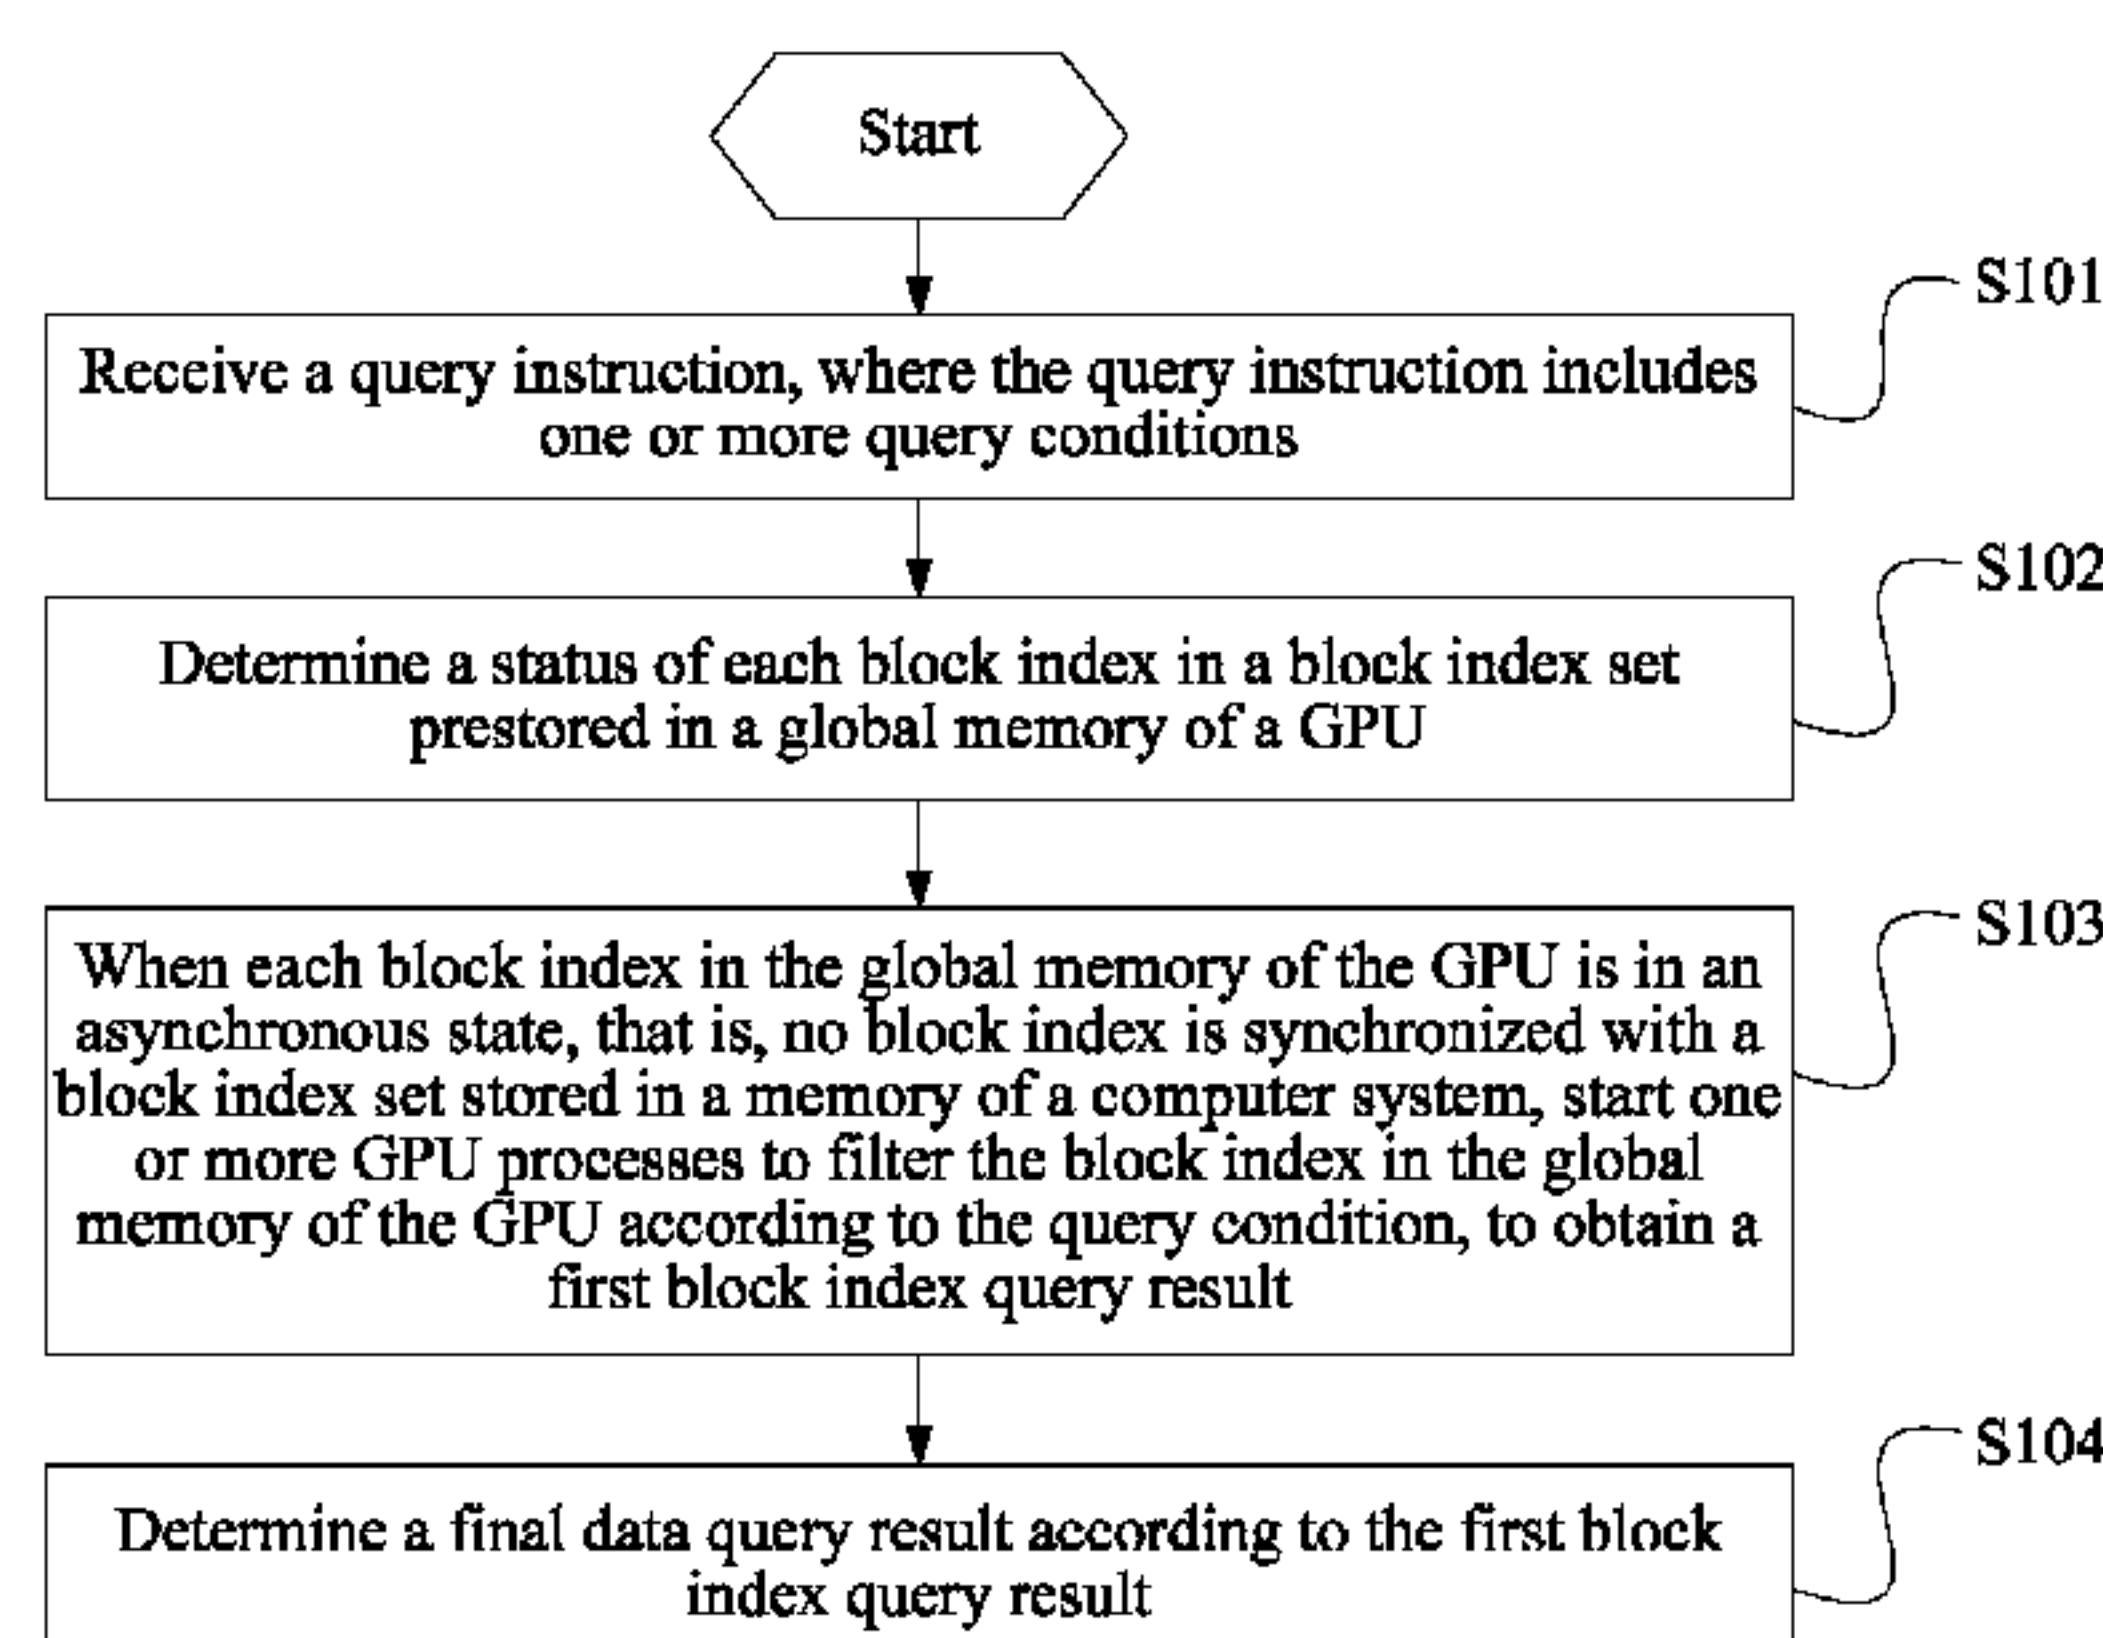 Start
S101
Receive a query instruction, where the query instruction includes
one or more query conditions
S102
Determine a status of each block index in a block index set
prestored in a global memory of a GPU
S103
When each block index in the global memory of the GPU is in an
asynchronous state, that is, no block index is synchronized with a
block index set stored in a memory of a computer system, start one
or more GPU processes to filter the block index in the global
memory of the GPU according to the query condition, to obtain a
first block index query result
S104
Determine a final data query result according to the first block
index query result